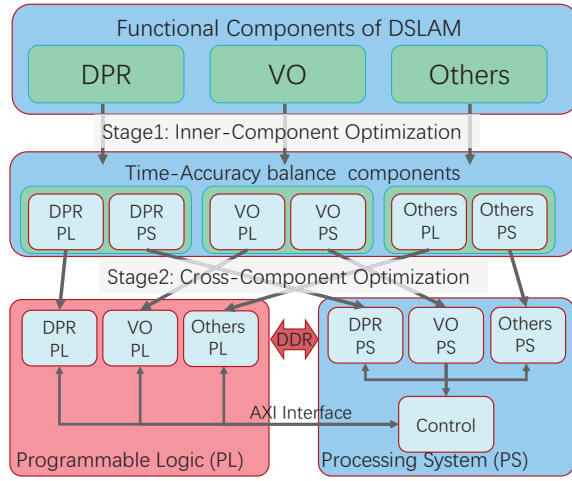 Functional Components of DSLAM
DPR VO Others
Stage1: Inner-Component Optimization
Time-Accuracy balance components
DPR DPR VO VO Others Others
PL PS PL PS PL PS
Stage2: Cross-Component Optimization
DPR VO Others DDR DPR VO Others
PL PL PL PS PS PS
AXI Interface
Control
Programmable Logic (PL) Processing System (PS)